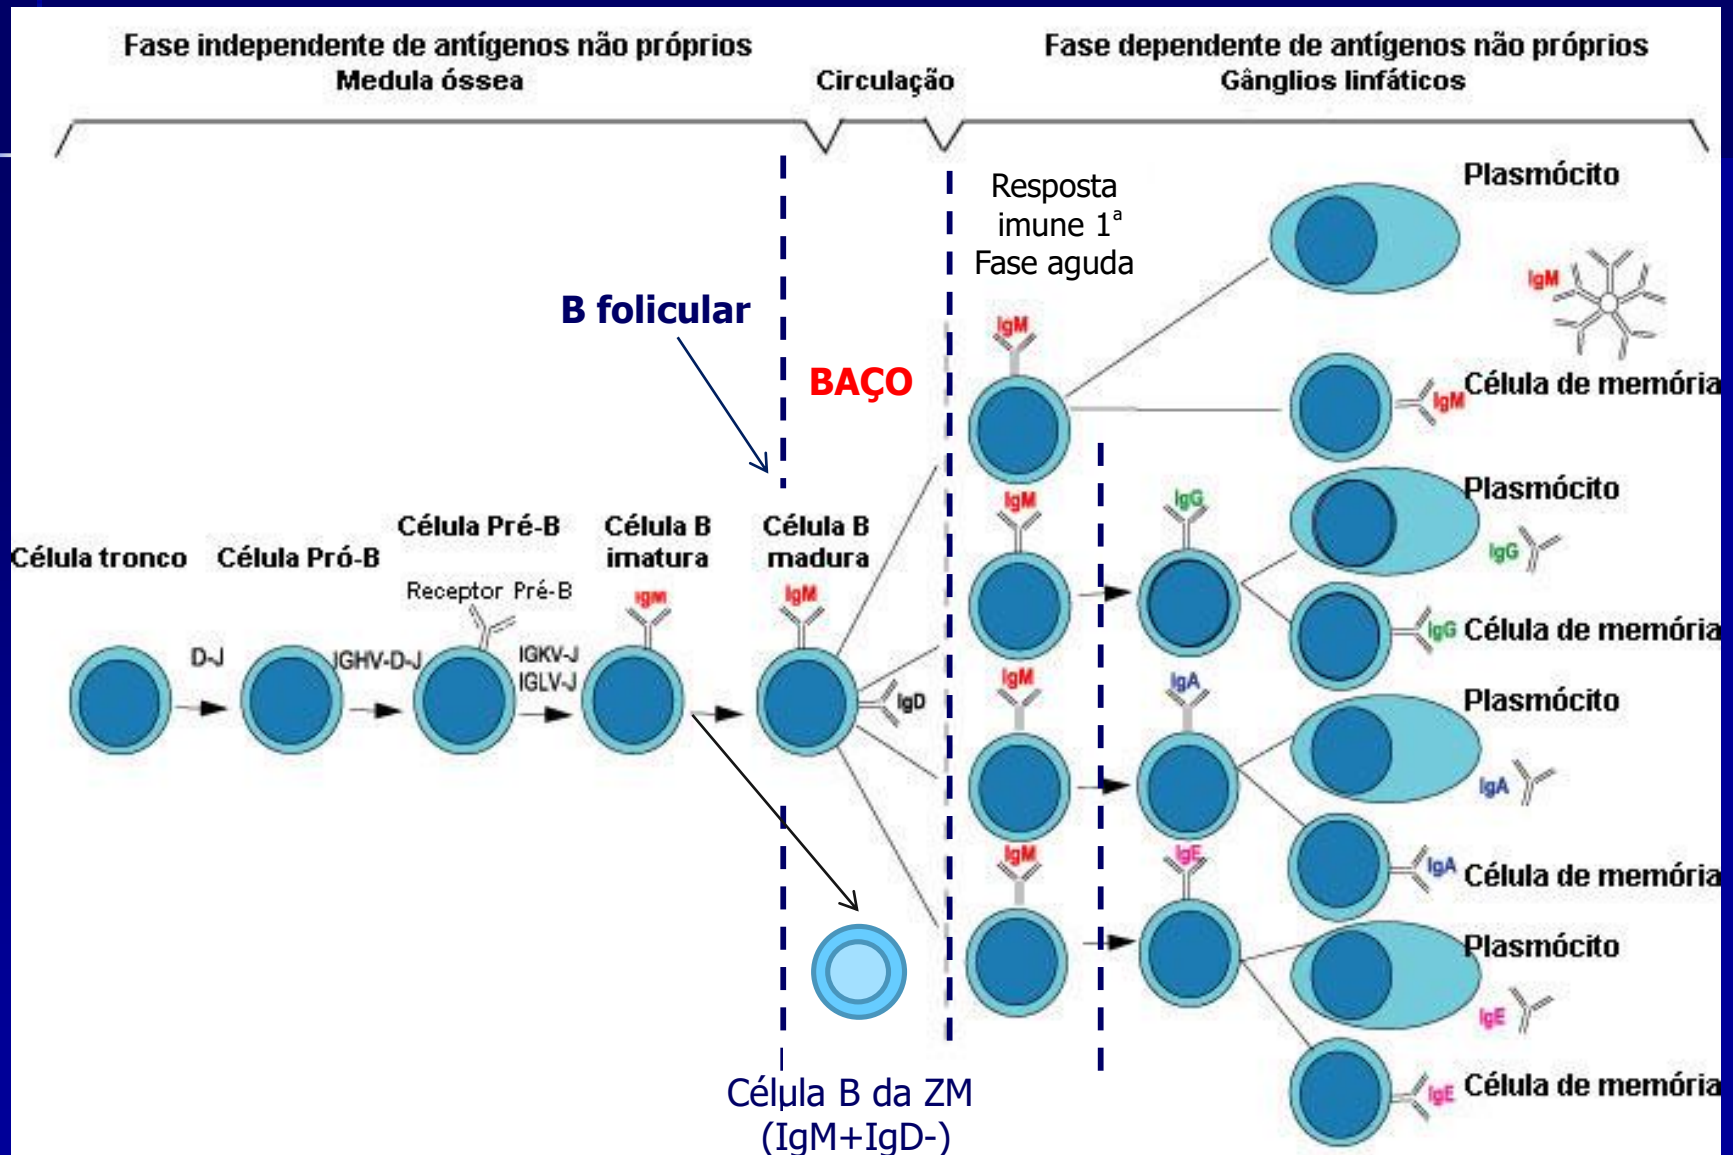 Fase independente de antígenos não próprios
Medula óssea
Circulação
Fase dependente de antígenos não próprios
Gânglios linfáticos
Resposta
imune 1ª
Fase aguda
B folicular
BAÇO
Célula tronco
Célula Pró-B
Célula Pré-B
Célula B
imatura
Célula B
madura
Receptor Pré-B
IgM
IgM
IgD
D-J
IGHV-D-J
IGKV-J
IGLV-J
Célula B da ZM
(IgM+IgD-)
IgM
Plasmócito
IgM
Célula de memória
IgM
IgM
IgG
Plasmócito
IgG
Célula de memória
IgG
IgM
IgA
Plasmócito
IgA
Célula de memória
IgA
IgM
IgE
Plasmócito
IgE
Célula de memória
IgE